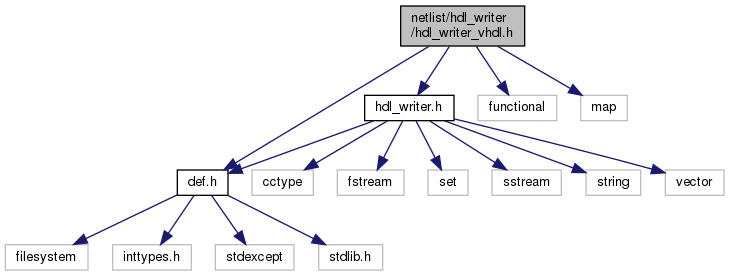 netlist/hdl_writer
/hdl_writer_vhdl.h
hdl_writer.h
functional
map
def.h
cctype
fstream
set
sstream
string
vector
filesystem
inttypes.h
stdexcept
stdlib.h